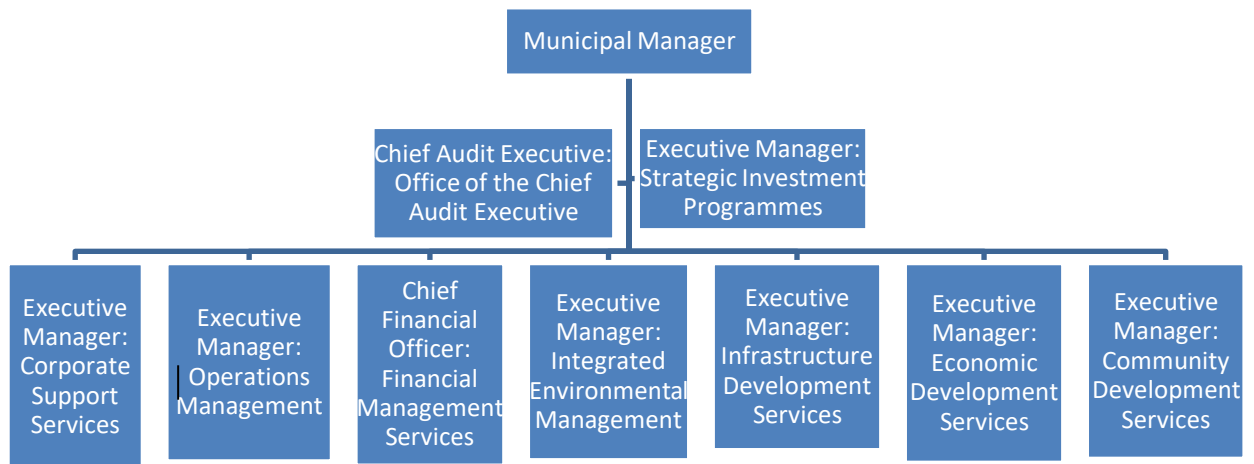 Municipal Manager
Chief Audit Executive:
Office of the Chief
Audit Executive
Executive Manager:
Strategic Investment
Programmes
Executive
Manager:
Corporate
Support
Services
Executive
Manager:
Operations
Management
Chief
Financial
Officer:
Financial
Management
Services
Executive
Manager:
Integrated
Environmental
Management
Executive
Manager:
Infrastructure
Development
Services
Executive
Manager:
Economic
Development
Services
Executive
Manager:
Community
Development
Services